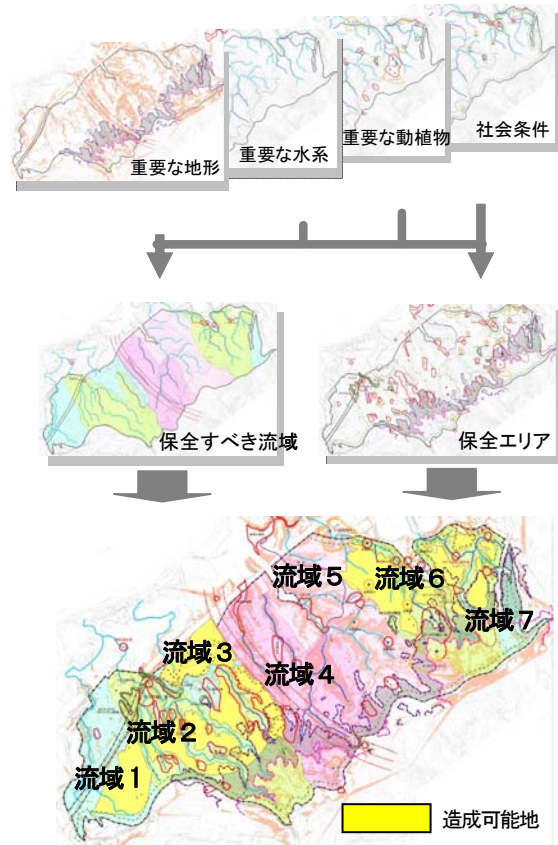 重要な地形
重要な水系
重要な動植物
社会条件
保全すべき流域
保全エリア
流域5
流域6
流域7
流域3
流域4
流域2
流域1
造成可能地